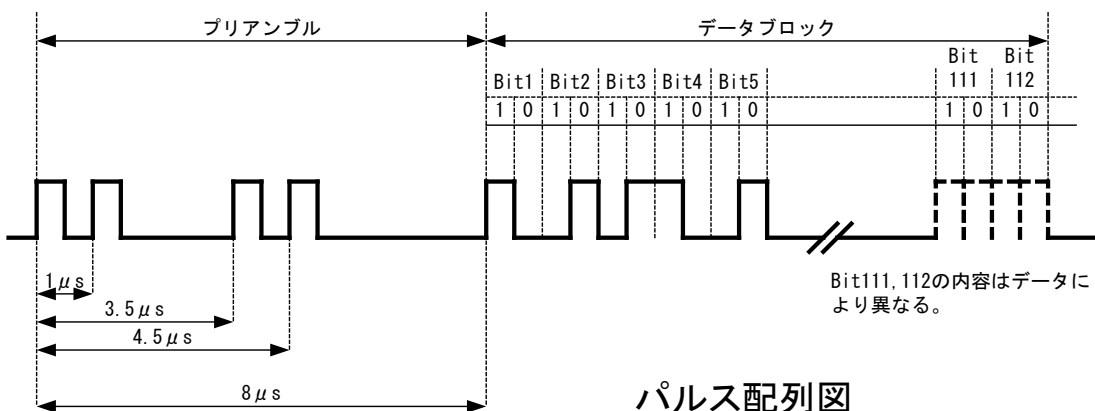 プリアンブル
データブロック
Bit1 Bit2 Bit3 Bit4 Bit5
Bit 111
Bit 112
1 0 1 0 1 0 1 0 1 0
1 0 1 0
1μs
3.5μs
4.5μs
8μs
Bit111,112の内容はデータに
より異なる。
パルス配列図